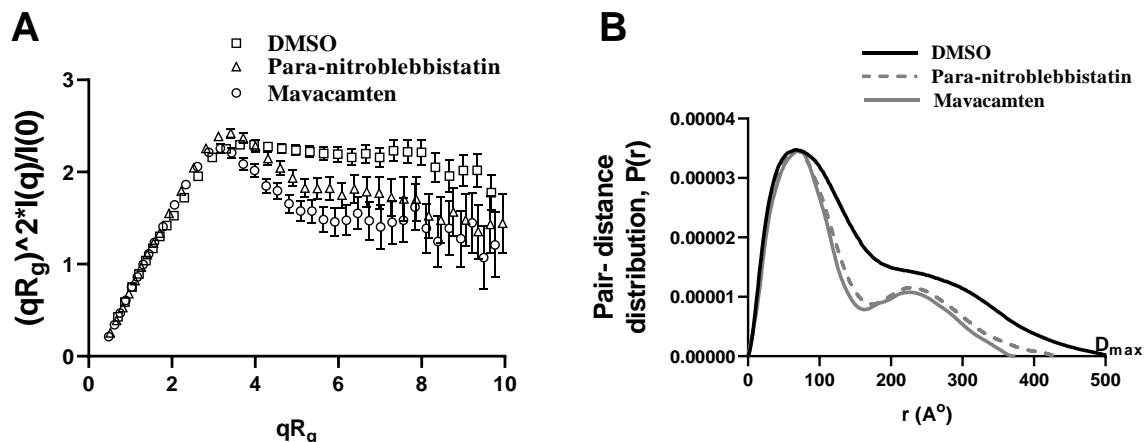 A
DMSO
Para-nitroblebbistatin
Mavacamten
(qRg)^2*I(q)/I(0)
3
2
1
0
0 2 4 6 8 10
qRg
B
DMSO
Para-nitroblebbistatin
Mavacamten
Pair- distance
distribution, P(r)
0.00004
0.00003
0.00002
0.00001
0.00000
Dmax
0 100 200 300 400 500
r (Aº)